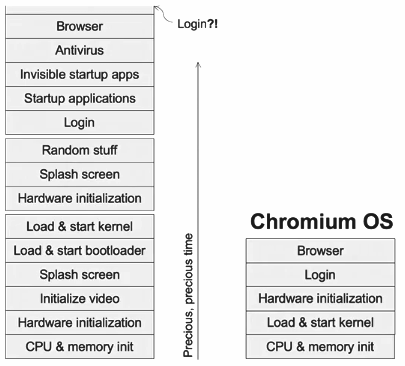 Login?!
Browser
Antivirus
Invisible startup apps
Startup applications
Login
Random stuff
Splash screen
Hardware initialization
Load & start kernel
Load & start bootloader
Splash screen
Initialize video
Hardware initialization
CPU & memory init
Precious, precious time
Chromium OS
Browser
Login
Hardware initialization
Load & start kernel
CPU & memory init